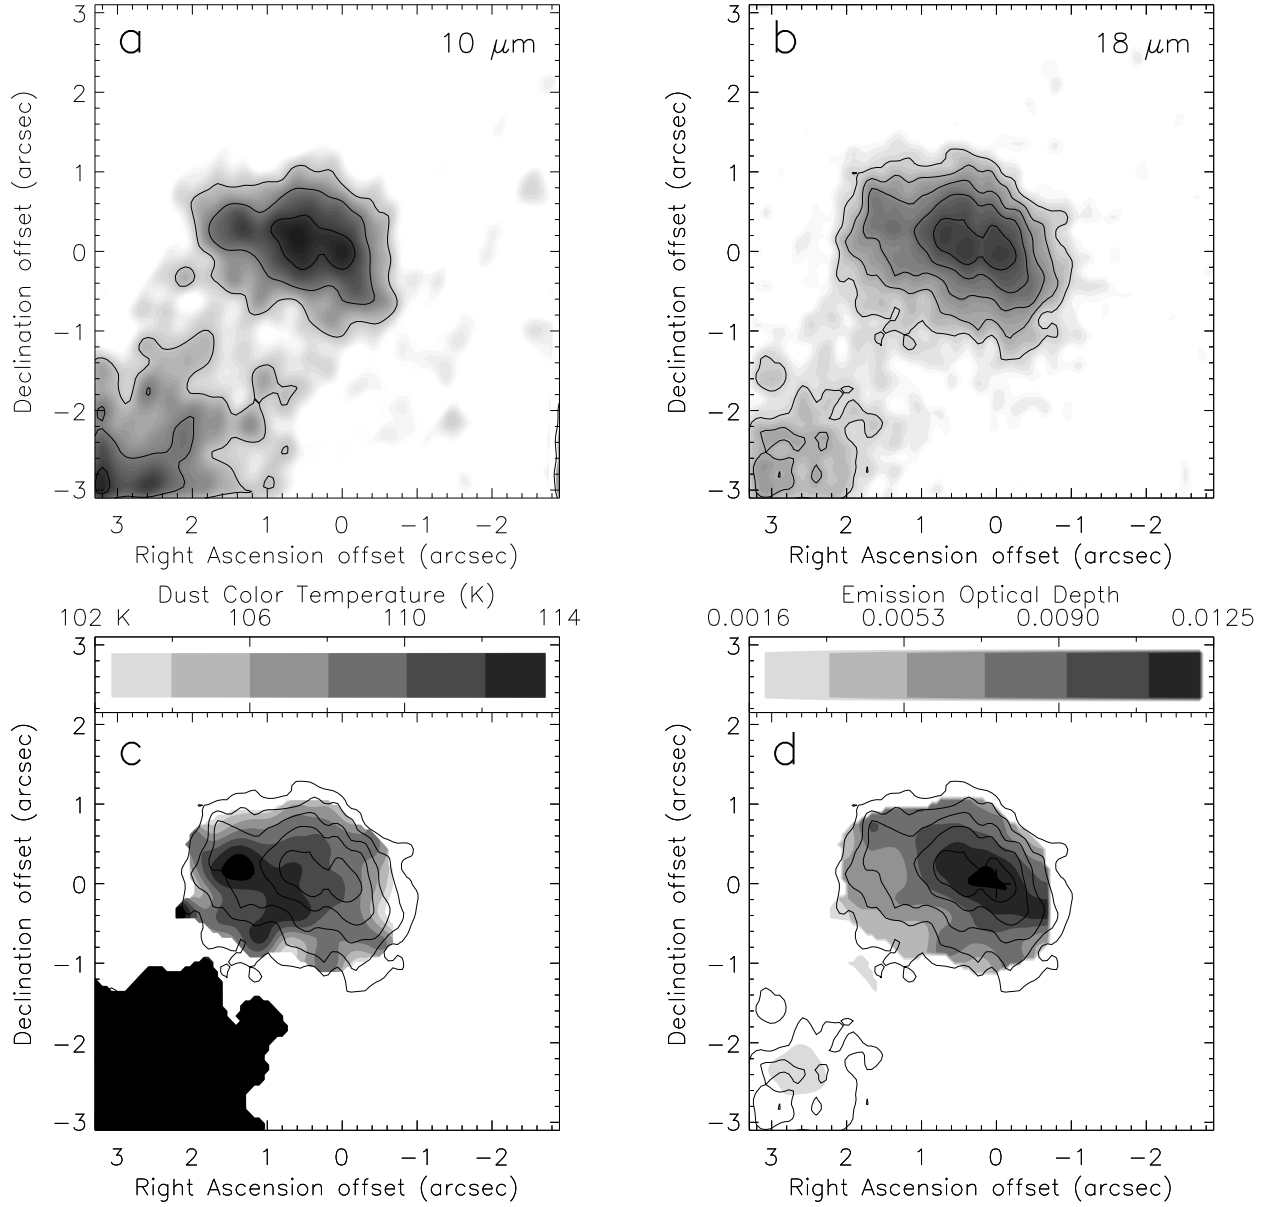 a
10 μm
3
2
1
0
−1
−2
−3
Declination offset (arcsec)
3 2 1 0 −1 −2
Right Ascension offset (arcsec)
b
18 μm
3
2
1
0
−1
−2
−3
Declination offset (arcsec)
3 2 1 0 −1 −2
Right Ascension offset (arcsec)
Dust Color Temperature (K)
102 K 106 110 114
c
3
2
1
0
−1
−2
−3
Declination offset (arcsec)
3 2 1 0 −1 −2
Right Ascension offset (arcsec)
Emission Optical Depth
0.0016 0.0053 0.0090 0.0125
d
3
2
1
0
−1
−2
−3
Declination offset (arcsec)
3 2 1 0 −1 −2
Right Ascension offset (arcsec)